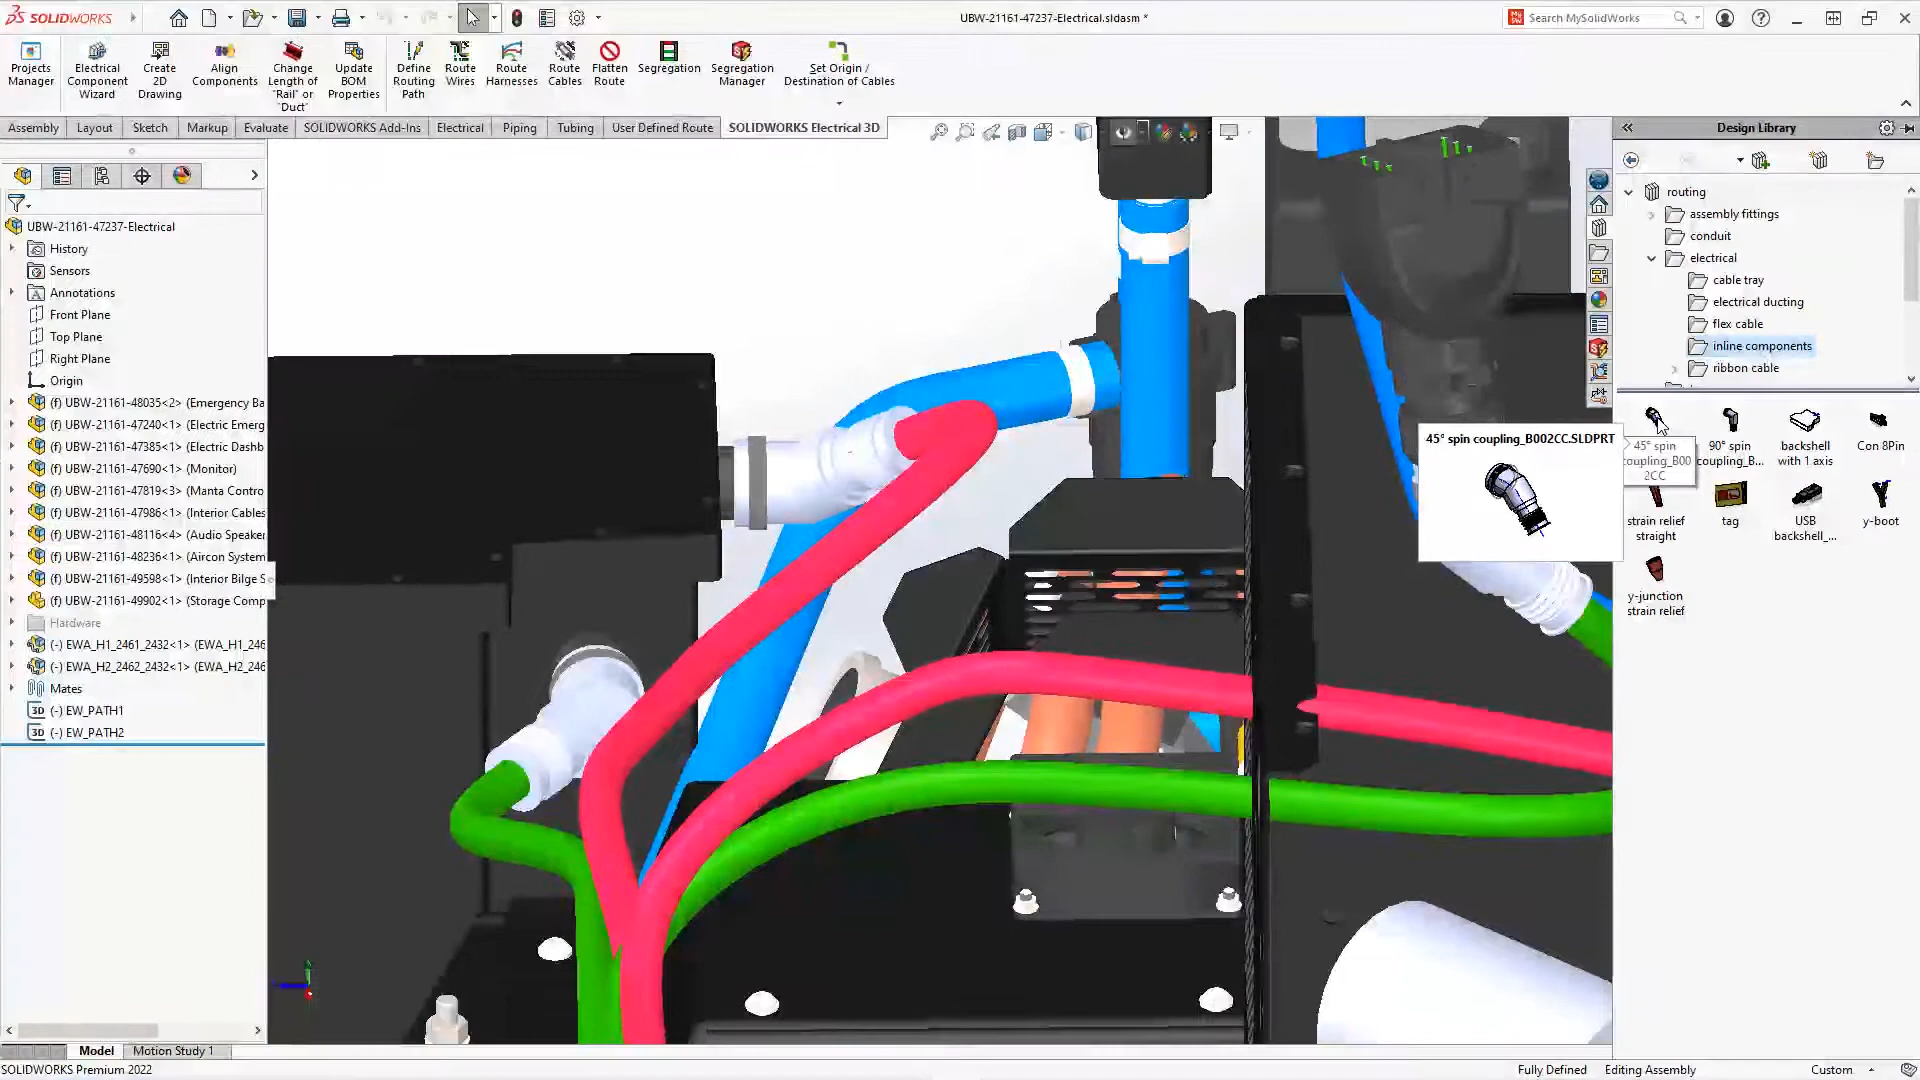 SOLIDWORKS
UBW-21161-47237-Electrical.sldasm *
Search MySolidWorks
Projects Manager
Electrical Component Wizard
Create 2D Drawing
Align Components
Change Length of "Rail" or "Duct"
Update BOM Properties
Define Routing Path
Route Wires
Route Harnesses
Route Cables
Flatten Route
Segregation
Segregation Manager
Set Origin / Destination of Cables
Assembly
Layout
Sketch
Markup
Evaluate
SOLIDWORKS Add-Ins
Electrical
Piping
Tubing
User Defined Route
SOLIDWORKS Electrical 3D
UBW-21161-47237-Electrical
History
Sensors
Annotations
Front Plane
Top Plane
Right Plane
Origin
(f) UBW-21161-48035<2> (Emergency Ba
(f) UBW-21161-47240<1> (Electric Emerg
(f) UBW-21161-47385<1> (Electric Dashb
(f) UBW-21161-47690<1> (Monitor)
(f) UBW-21161-47819<3> (Manta Contro
(f) UBW-21161-47986<1> (Interior Cables
(f) UBW-21161-48116<4> (Audio Speaker
(f) UBW-21161-48236<1> (Aircon System
(f) UBW-21161-49598<1> (Interior Bilge S
(f) UBW-21161-49902<1> (Storage Comp
Hardware
(-) EWA_H1_2461_2432<1> (EWA_H1_246
(-) EWA_H2_2462_2432<1> (EWA_H2_246
Mates
3D (-) EW_PATH1
3D (-) EW_PATH2
Design Library
routing
assembly fittings
conduit
electrical
cable tray
electrical ducting
flex cable
inline components
ribbon cable
45° spin coupling_B002CC.SLDPRT
45° spin
coupling_B00
2CC
90° spin
coupling_B...
backshell
with 1 axis
Con 8Pin
strain relief
straight
tag
USB
backshell_...
y-boot
y-junction
strain relief
Model
Motion Study 1
SOLIDWORKS Premium 2022
Fully Defined
Editing Assembly
Custom